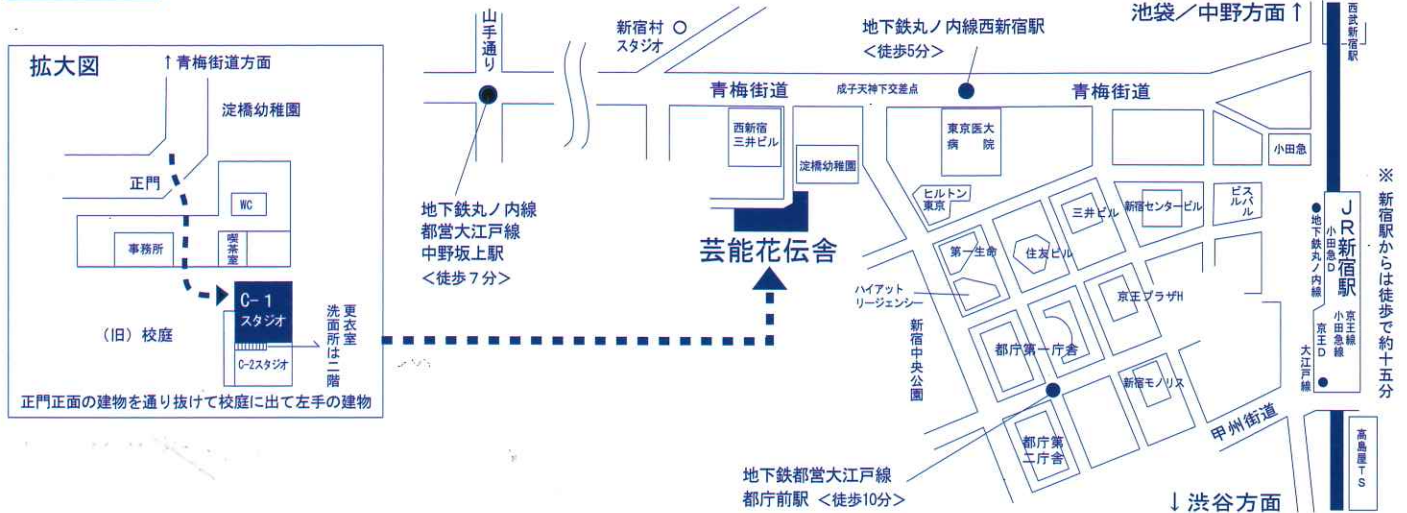 拡大図
↑青梅街道方面
淀橋幼稚園
正門
WC
事務所
喫茶室
C-1
スタジオ
C-2スタジオ
(旧)校庭
更衣室
洗面所は二階
正門正面の建物を通り抜けて校庭に出て左手の建物
山手通り
新宿村
スタジオ
地下鉄丸ノ内線西新宿駅
<徒歩5分>
池袋/中野方面↑
西武新宿駅
青梅街道
成子天神下交差点
青梅街道
西新宿
三井ビル
淀橋幼稚園
東京医大
病院
小田急
地下鉄丸ノ内線
都営大江戸線
中野坂上駅
<徒歩7分>
芸能花伝舎
ヒルトン
東京
三井ビル
新宿センタービル
スバル
ビル
第一生命
住友ビル
ハイアット
リージェンシー
京王プラザH
新宿中央公園
都庁第一庁舎
新宿モノリス
都庁第
二庁舎
地下鉄都営大江戸線
都庁前駅 <徒歩10分>
甲州街道
JR新宿駅
小田急D
地下鉄丸ノ内線
京王線
小田急線
京王D
大江戸線
※ 新宿駅からは徒歩で約十五分
高島屋TS
↓渋谷方面